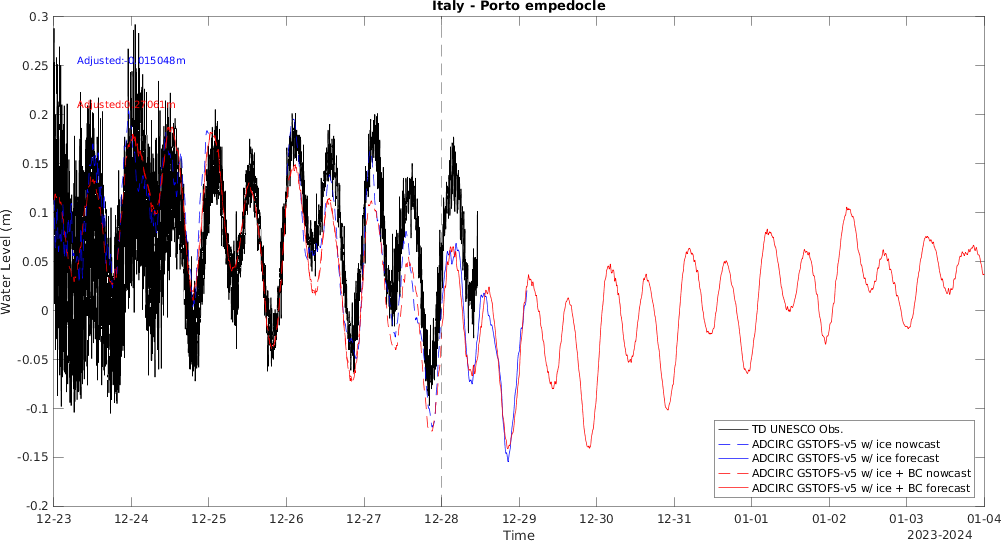 Italy - Porto empedocle
0.3
0.25
0.2
0.15
0.1
0.05
0
-0.05
-0.1
-0.15
-0.2
Water Level (m)
Adjusted:-0.015048m
TD UNESCO Obs.
ADCIRC GSTOFS-v5 w/ ice nowcast
ADCIRC GSTOFS-v5 w/ ice forecast
ADCIRC GSTOFS-v5 w/ ice + BC nowcast
ADCIRC GSTOFS-v5 w/ ice + BC forecast
12-23
12-24
12-25
12-26
12-27
12-28
12-29
12-30
12-31
01-01
01-02
01-03
01-04
Time
2023-2024